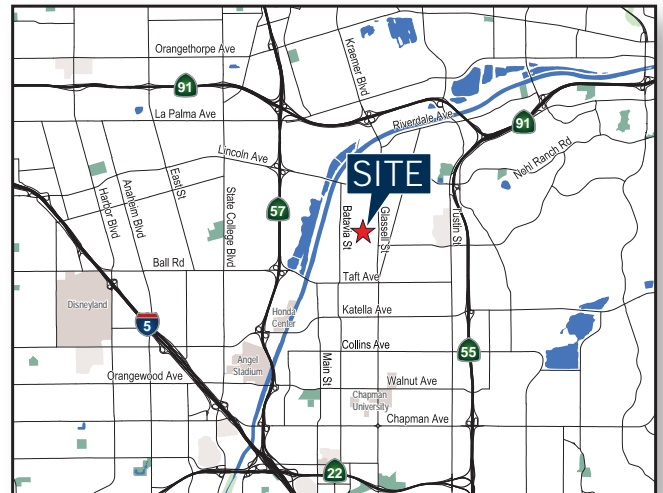 Orangethorpe Ave
Kraemer Blvd
91
La Palma Ave
Riverdale Ave
91
Lincoln Ave
Nehl Ranch Rd
SITE
East St
Anaheim Blvd
Harbor Blvd
State College Blvd
57
Batavia St
Glassell St
Tustin St
Ball Rd
Taft Ave
Disneyland
Honda
Center
Katella Ave
5
Collins Ave
55
Angel
Stadium
Main St
Orangewood Ave
Walnut Ave
Chapman
University
Chapman Ave
22